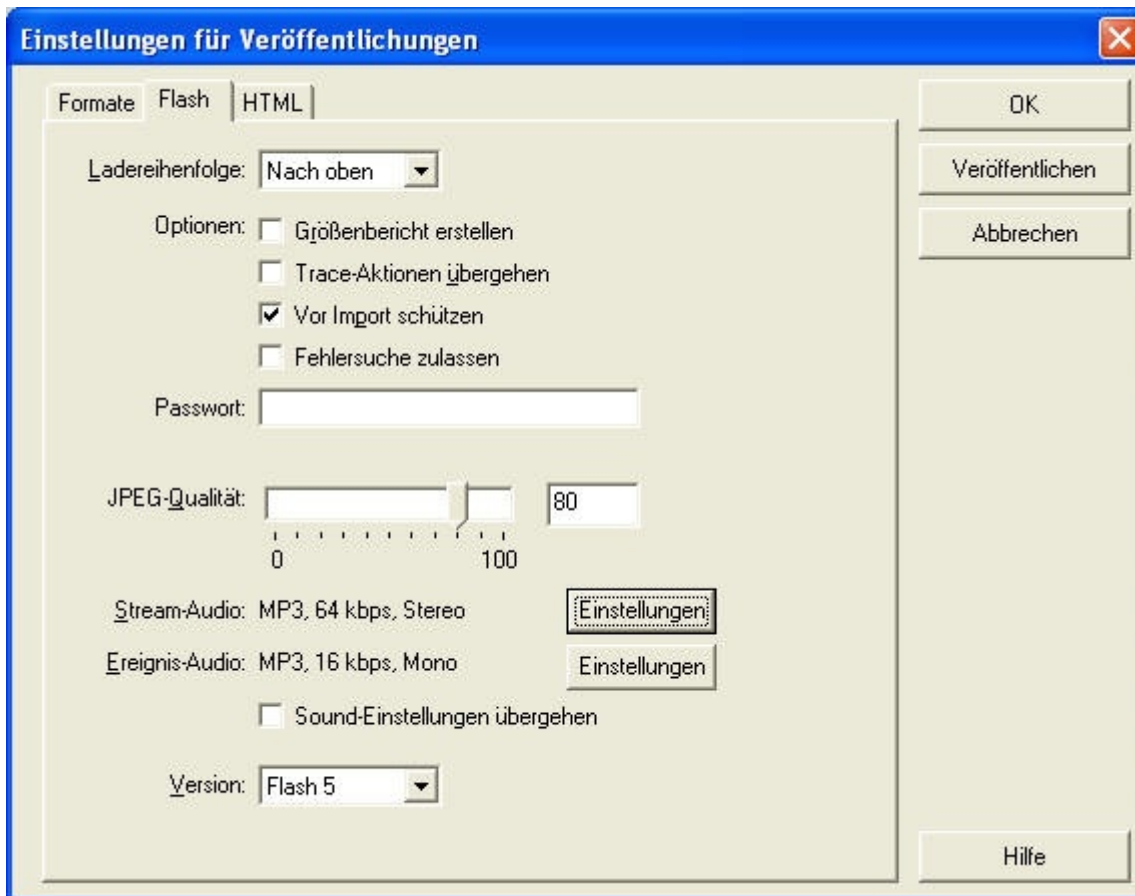 Einstellungen für Veröffentlichungen
Formate Flash HTML
OK
Veröffentlichen
Abbrechen
Ladereihenfolge: Nach oben
Optionen: Größenbericht erstellen
Trace-Aktionen übergehen
Vor Import schützen
Fehlersuche zulassen
Passwort:
JPEG-Qualität: 80
0 100
Stream-Audio: MP3, 64 kbps, Stereo Einstellungen
Ereignis-Audio: MP3, 16 kbps, Mono Einstellungen
Sound-Einstellungen übergehen
Version: Flash 5
Hilfe